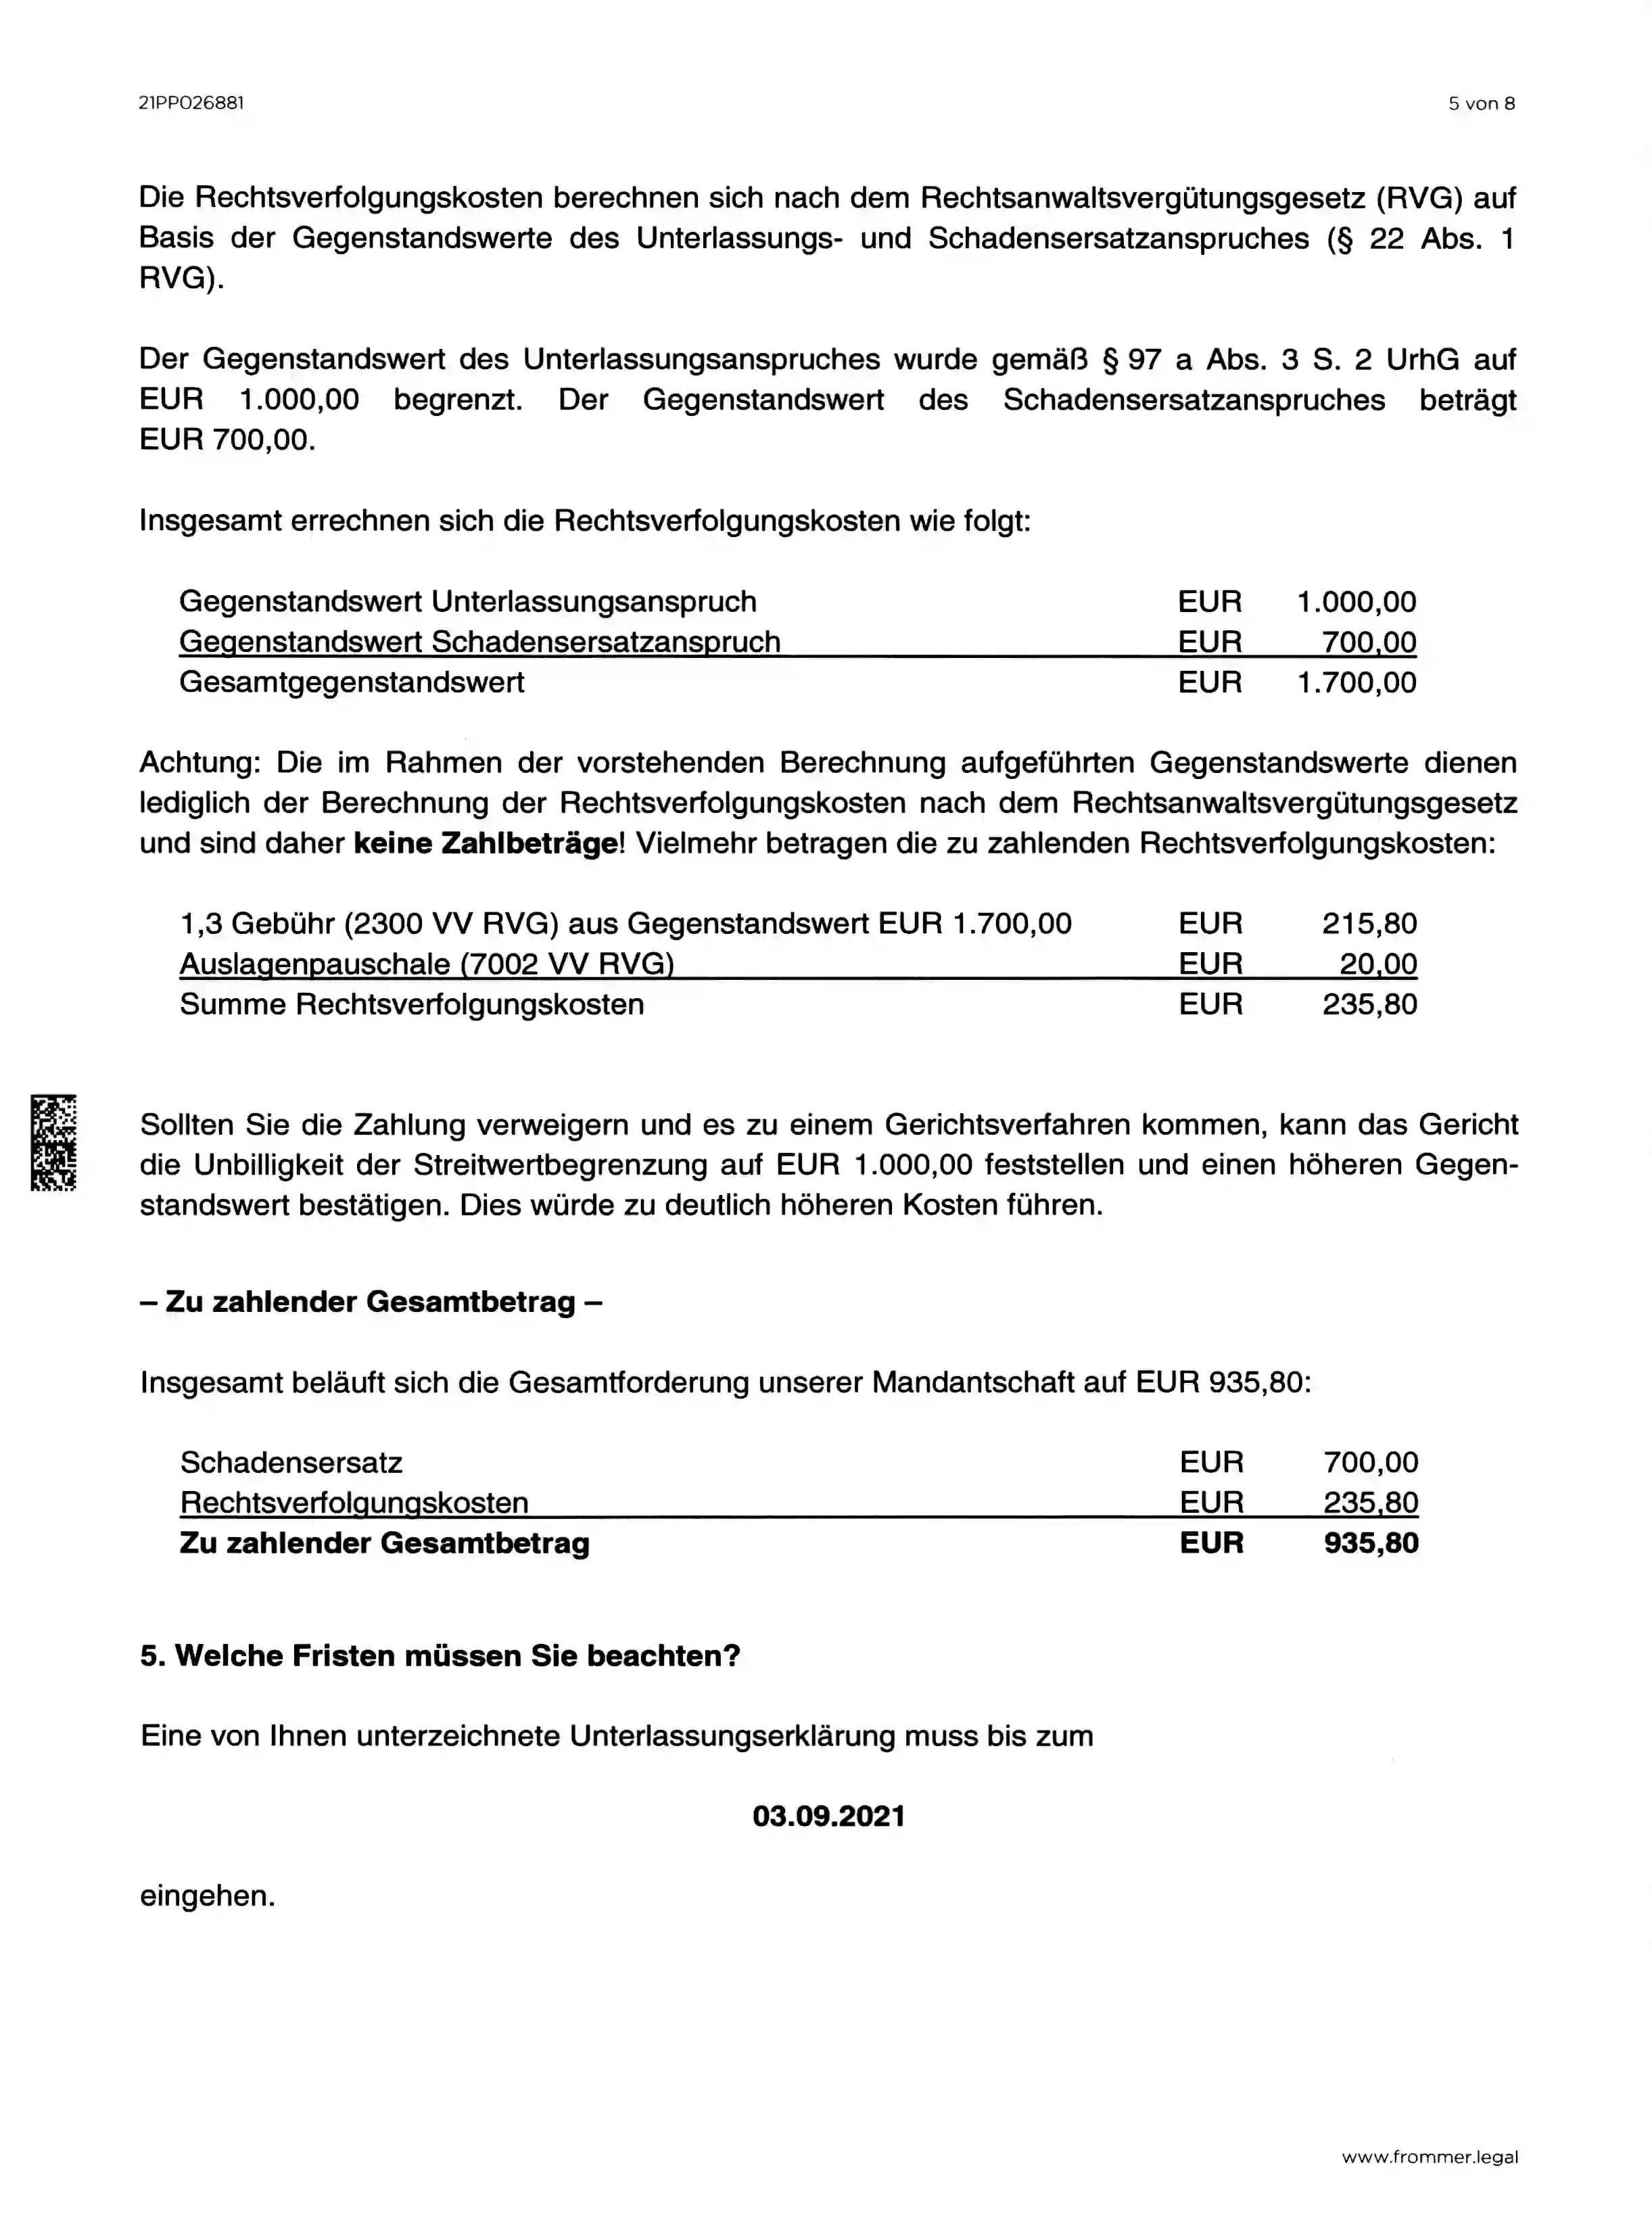 21PP026881 5 von 8
Die Rechtsverfolgungskosten berechnen sich nach dem Rechtsanwaltsvergütungsgesetz (RVG) auf
Basis der Gegenstandswerte des Unterlassungs- und Schadensersatzanspruches (§ 22 Abs. 1
RVG).
Der Gegenstandswert des Unterlassungsanspruches wurde gemäß § 97 a Abs. 3 S. 2 UrhG auf
EUR 1.000,00 begrenzt. Der Gegenstandswert des Schadensersatzanspruches beträgt
EUR 700,00.
Insgesamt errechnen sich die Rechtsverfolgungskosten wie folgt:
Gegenstandswert Unterlassungsanspruch EUR 1.000,00
Gegenstandswert Schadensersatzanspruch EUR 700,00
Gesamtgegenstandswert EUR 1.700,00
Achtung: Die im Rahmen der vorstehenden Berechnung aufgeführten Gegenstandswerte dienen
lediglich der Berechnung der Rechtsverfolgungskosten nach dem Rechtsanwaltsvergütungsgesetz
und sind daher keine Zahlbeträge! Vielmehr betragen die zu zahlenden Rechtsverfolgungskosten:
1,3 Gebühr (2300 VV RVG) aus Gegenstandswert EUR 1.700,00 EUR 215,80
Auslagenpauschale (7002 VV RVG) EUR 20,00
Summe Rechtsverfolgungskosten EUR 235,80
Sollten Sie die Zahlung verweigern und es zu einem Gerichtsverfahren kommen, kann das Gericht
die Unbilligkeit der Streitwertbegrenzung auf EUR 1.000,00 feststellen und einen höheren Gegen-
standswert bestätigen. Dies würde zu deutlich höheren Kosten führen.
– Zu zahlender Gesamtbetrag –
Insgesamt beläuft sich die Gesamtforderung unserer Mandantschaft auf EUR 935,80:
Schadensersatz EUR 700,00
Rechtsverfolgungskosten EUR 235,80
Zu zahlender Gesamtbetrag EUR 935,80
5. Welche Fristen müssen Sie beachten?
Eine von Ihnen unterzeichnete Unterlassungserklärung muss bis zum
03.09.2021
eingehen.
www.frommer.legal